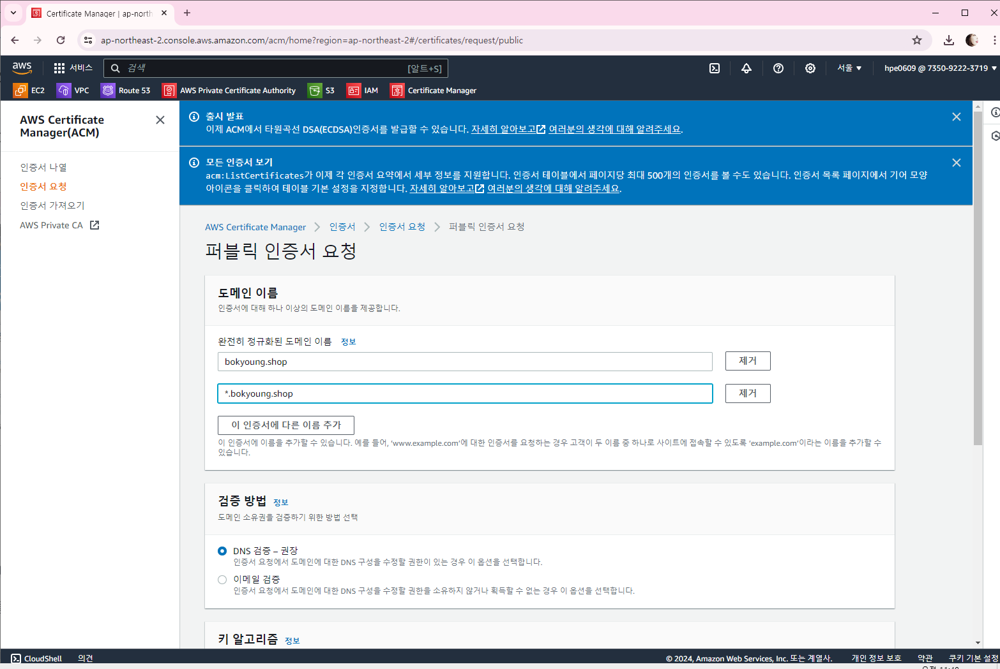 Certificate Manager | ap-north
ap-northeast-2.console.aws.amazon.com/acm/home?region=ap-northeast-2#/certificates/request/public
aws
서비스
검색
[알트+S]
서울
hpe0609 @ 7350-9222-3719
EC2
VPC
Route 53
AWS Private Certificate Authority
S3
IAM
Certificate Manager
AWS Certificate
Manager(ACM)
인증서 나열
인증서 요청
인증서 가져오기
AWS Private CA
출시 발표
이제 ACM에서 타원곡선 DSA(ECDSA)인증서를 발급할 수 있습니다. 자세히 알아보고 여러분의 생각에 대해 알려주세요.
모든 인증서 보기
acm:ListCertificates가 이제 각 인증서 요약에서 세부 정보를 지원합니다. 인증서 테이블에서 페이지당 최대 500개의 인증서를 볼 수도 있습니다. 인증서 목록 페이지에서 기어 모양
아이콘을 클릭하여 테이블 기본 설정을 지정합니다. 자세히 알아보고 여러분의 생각에 대해 알려주세요.
AWS Certificate Manager
인증서
인증서 요청
퍼블릭 인증서 요청
퍼블릭 인증서 요청
도메인 이름
인증서에 대해 하나 이상의 도메인 이름을 제공합니다.
완전히 정규화된 도메인 이름 정보
bokyoung.shop
제거
*.bokyoung.shop
제거
이 인증서에 다른 이름 추가
이 인증서에 이름을 추가할 수 있습니다. 예를 들어, 'www.example.com'에 대한 인증서를 요청하는 경우 고객이 두 이름 중 하나로 사이트에 접속할 수 있도록 'example.com'이라는 이름을 추가할 수
있습니다.
검증 방법 정보
도메인 소유권을 검증하기 위한 방법 선택
DNS 검증 – 권장
인증서 요청에서 도메인에 대한 DNS 구성을 수정할 권한이 있는 경우 이 옵션을 선택합니다.
이메일 검증
인증서 요청에서 도메인에 대한 DNS 구성을 수정할 권한을 소유하지 않거나 획득할 수 없는 경우 이 옵션을 선택합니다.
키 알고리즘 정보
CloudShell
의견
© 2024, Amazon Web Services, Inc. 또는 계열사.
개인 정보 보호
약관
쿠키 기본 설정